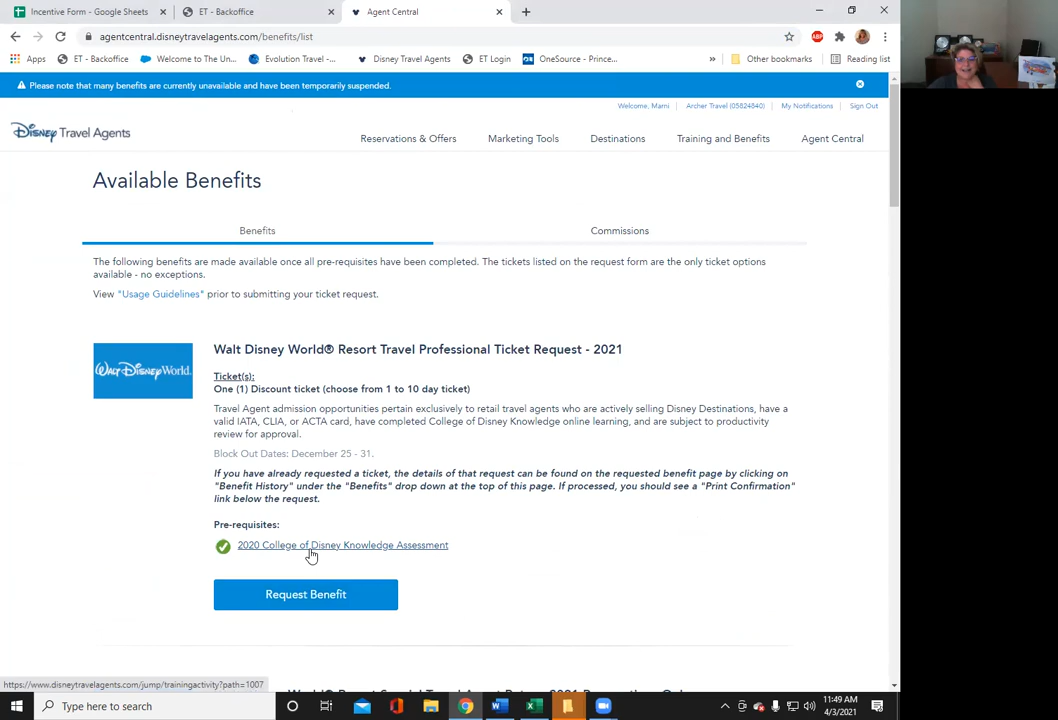 Incentive Form - Google Sheets
ET - Backoffice
Agent Central
agentcentral.disneytravelagents.com/benefits/list
ABP
Apps
ET - Backoffice
Welcome to The Un...
Evolution Travel -...
Disney Travel Agents
ET Login
OneSource - Prince...
»
Other bookmarks
Reading list
Please note that many benefits are currently unavailable and have been temporarily suspended.
Welcome, Marni
Archer Travel (05824840)
My Notifications
Sign Out
Disney Travel Agents
Reservations & Offers
Marketing Tools
Destinations
Training and Benefits
Agent Central
Available Benefits
Benefits
Commissions
The following benefits are made available once all pre-requisites have been completed. The tickets listed on the request form are the only ticket options
available - no exceptions.
View "Usage Guidelines" prior to submitting your ticket request.
Walt Disney World.
Walt Disney World® Resort Travel Professional Ticket Request - 2021
Ticket(s):
One (1) Discount ticket (choose from 1 to 10 day ticket)
Travel Agent admission opportunities pertain exclusively to retail travel agents who are actively selling Disney Destinations, have a
valid IATA, CLIA, or ACTA card, have completed College of Disney Knowledge online learning, and are subject to productivity
review for approval.
Block Out Dates: December 25 - 31.
If you have already requested a ticket, the details of that request can be found on the requested benefit page by clicking on
"Benefit History" under the "Benefits" drop down at the top of this page. If processed, you should see a "Print Confirmation"
link below the request.
Pre-requisites:
2020 College of Disney Knowledge Assessment
Request Benefit
https://www.disneytravelagents.com/jump/trainingactivity?path=1007
Type here to search
11:49 AM
4/3/2021